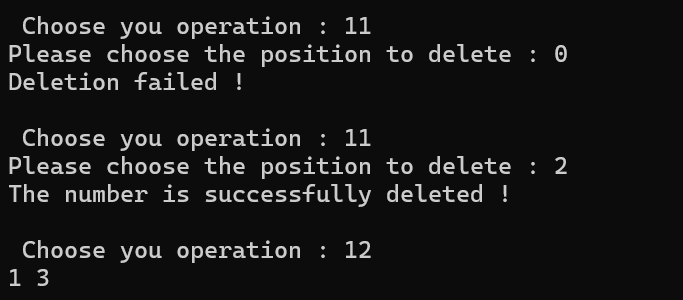 Choose you operation : 11
Please choose the position to delete : 0
Deletion failed !
Choose you operation : 11
Please choose the position to delete : 2
The number is successfully deleted !
Choose you operation : 12
1 3